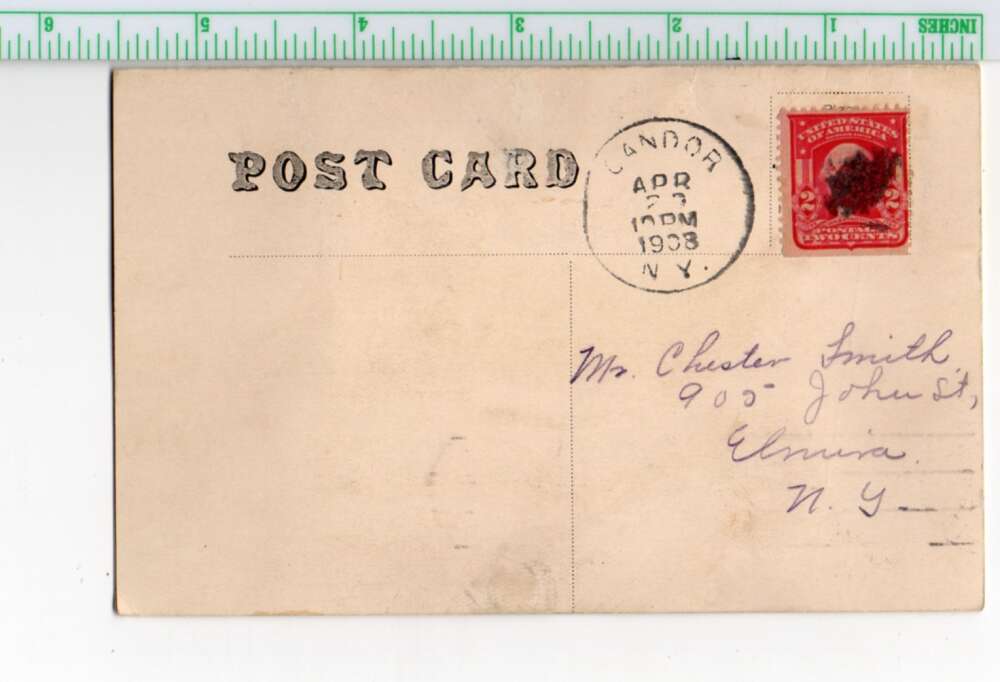 INCHES 1 2 3 4 5 6
POST CARD
CANDOR
APR
10PM
1908
N.Y.
UNITED STATES
OF AMERICA
2 2
POSTAGE
TWO CENTS
Mr. Chester Smith
905 John St,
Elmira
N. Y.